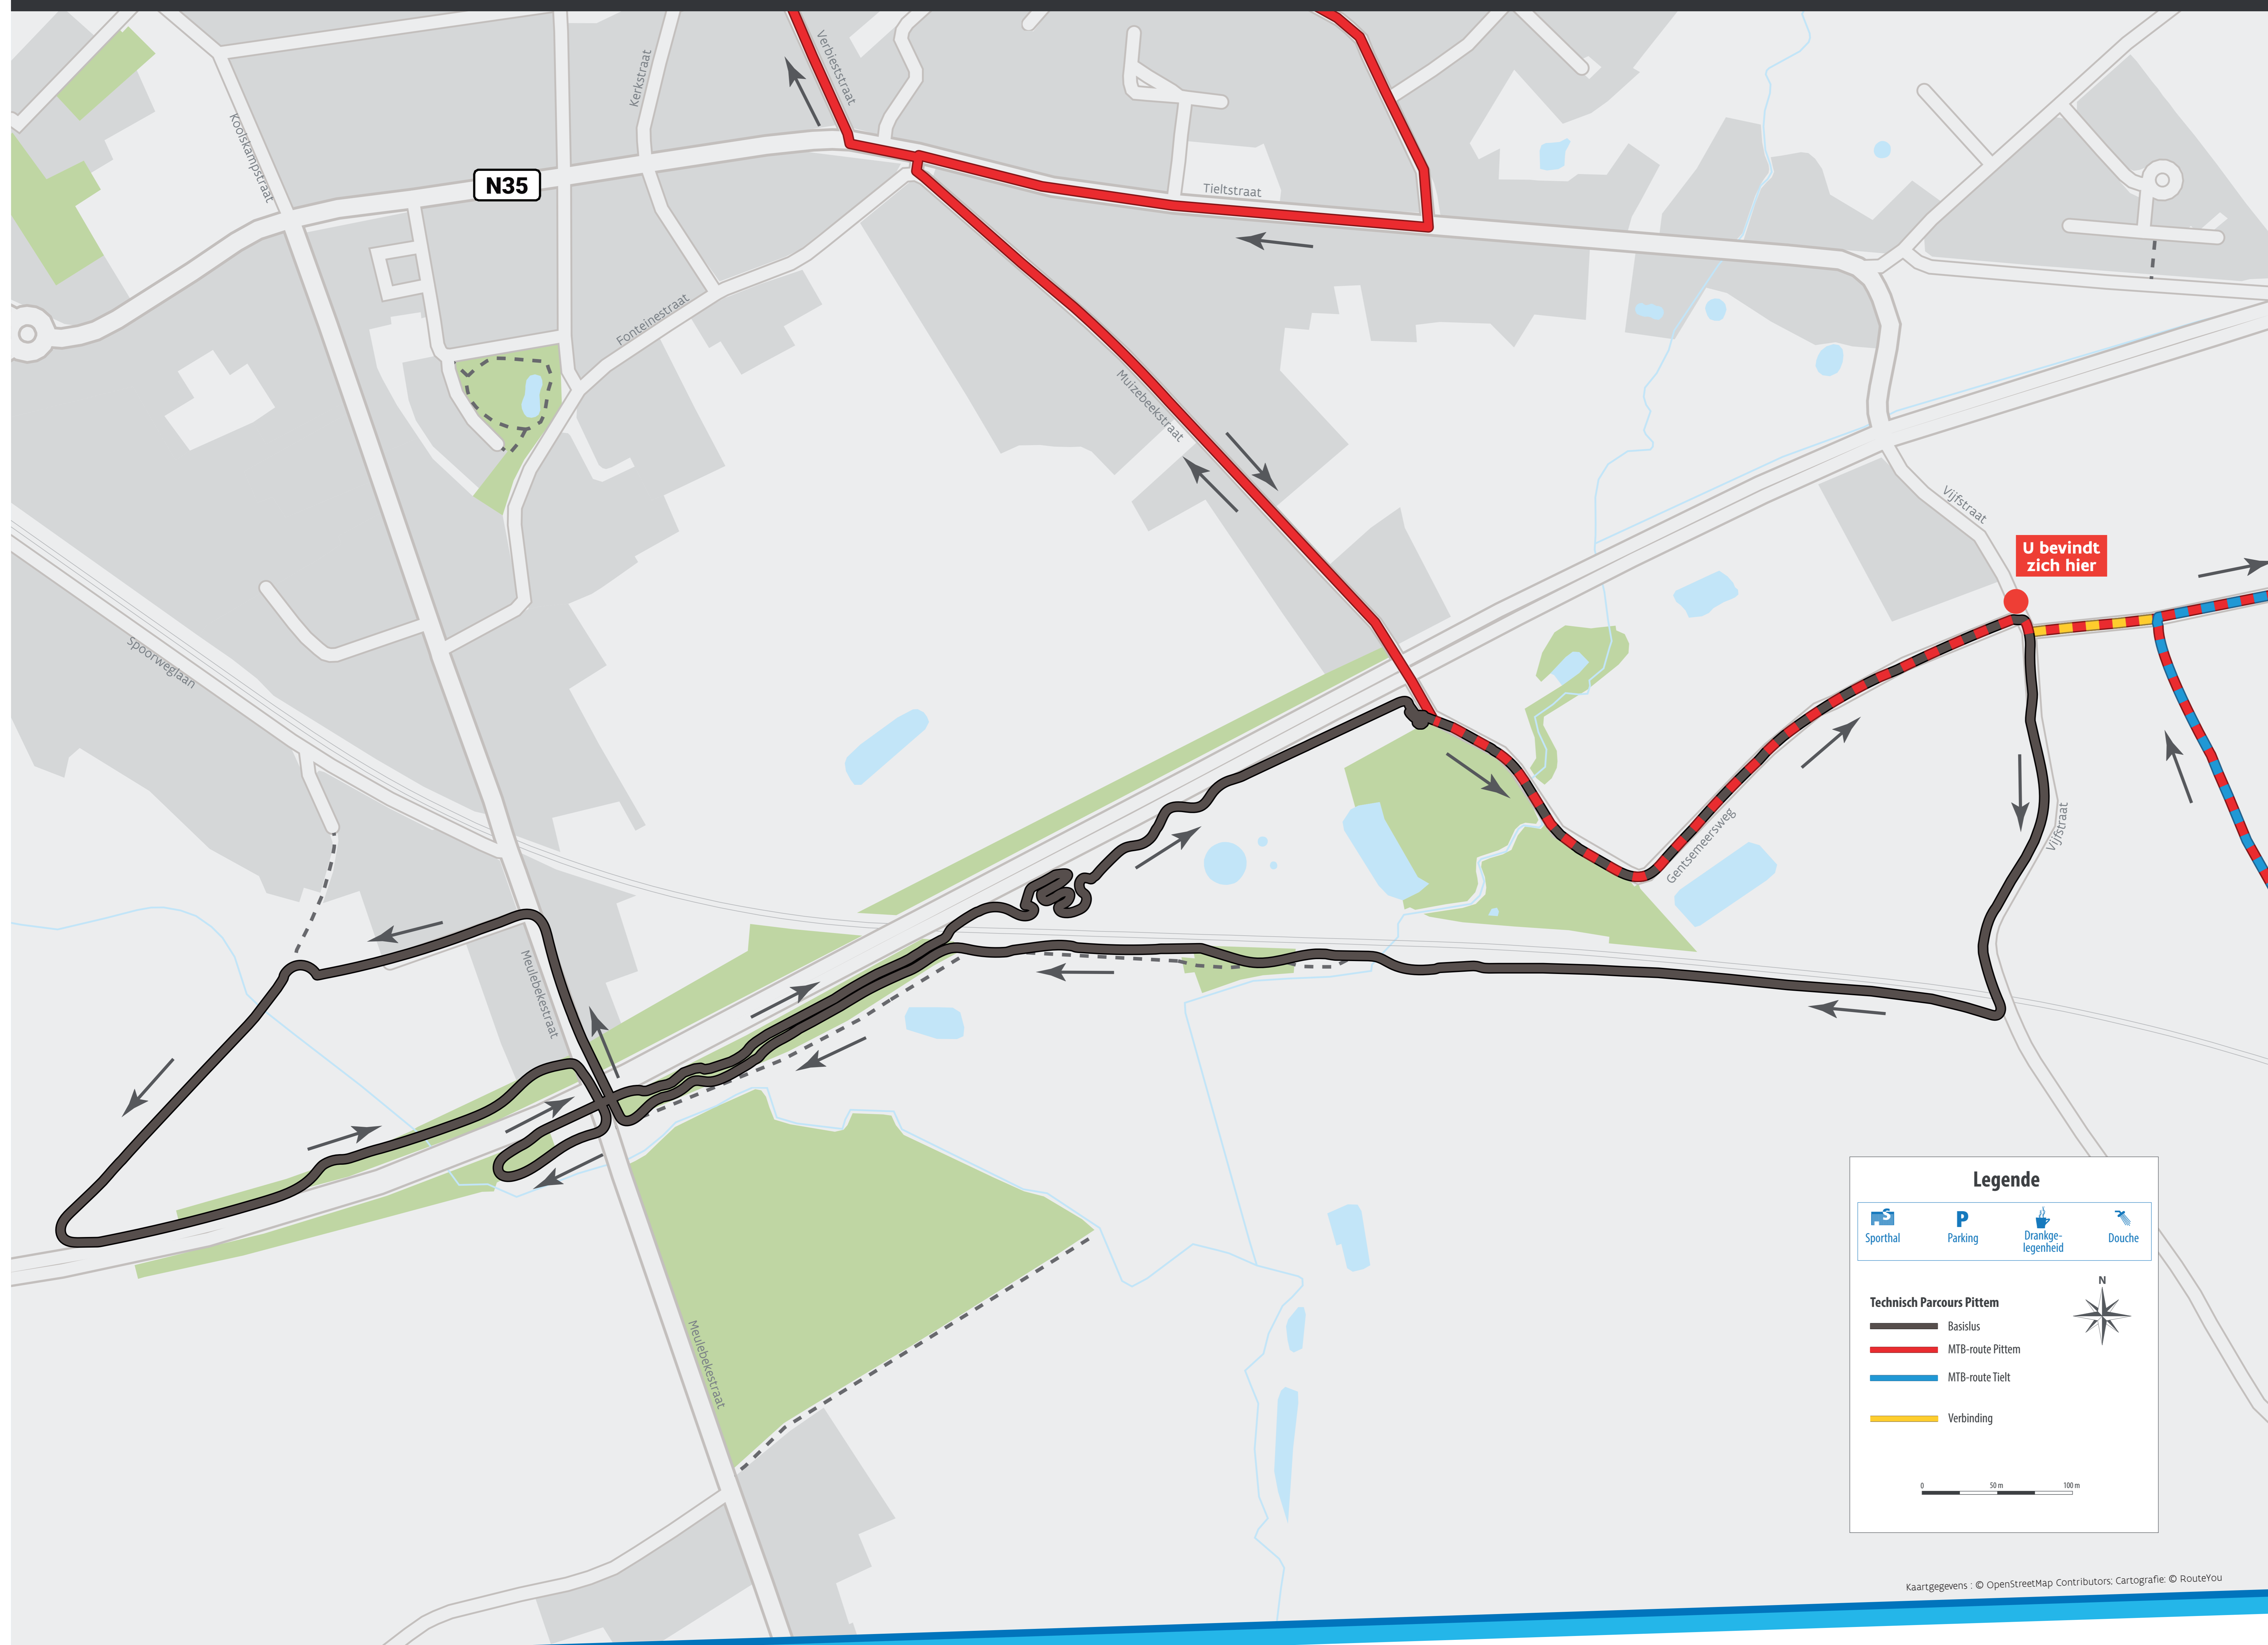 Verbieststraat
Kerkstraat
Koolskampstraat
N35
Tieltstraat
Fonteinestraat
Muizebeekstraat
Vijfstraat
U bevindt
zich hier
Spoorweglaan
Gentsemeersweg
Vijfstraat
Meulebekestraat
Meulebekestraat
Legende
Sporthal
P
Parking
Drankge-
legenheid
Douche
N
Technisch Parcours Pittem
Basislus
MTB-route Pittem
MTB-route Tielt
Verbinding
0 50 m 100 m
Kaartgegevens : © OpenStreetMap Contributors; Cartografie: © RouteYou